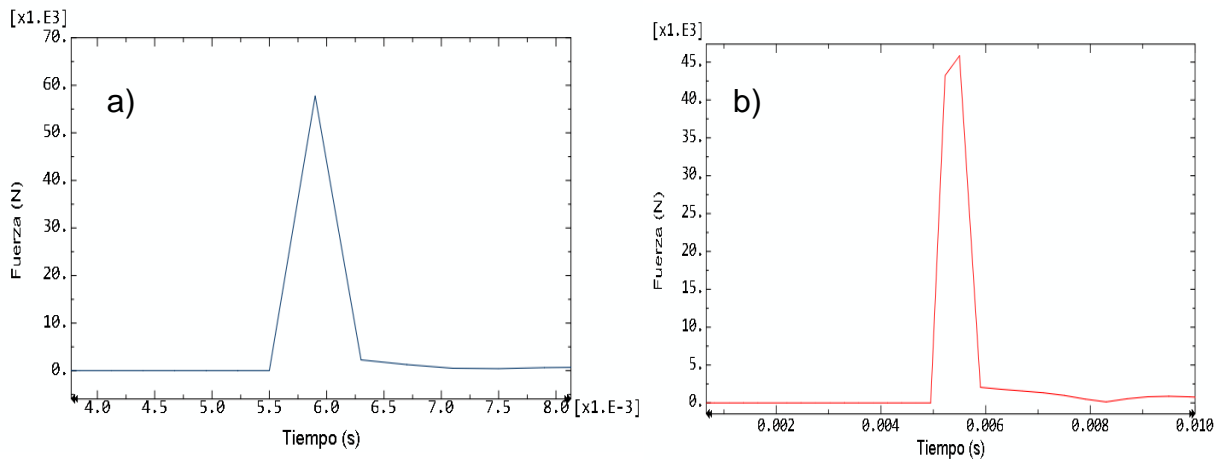 [x1.E3]
70.
60.
50.
40.
30.
20.
10.
0.
a)
Fuerza (N)
4.0 4.5 5.0 5.5 6.0 6.5 7.0 7.5 8.0 [x1.E-3]
Tiempo (s)
[x1.E3]
45.
40.
35.
30.
25.
20.
15.
10.
5.
0.
b)
Fuerza (N)
0.002 0.004 0.006 0.008 0.010
Tiempo (s)